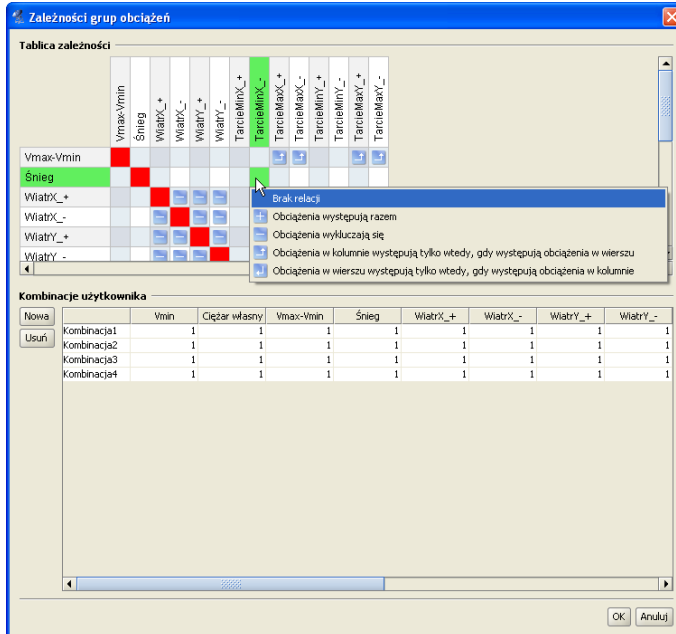 Zależności grup obciążeń
Tablica zależności
Vmax-Vmin
Śnieg
WiatrX_+
WiatrX_-
WiatrY_+
WiatrY_-
TarcieMinX_+
TarcieMinX_-
TarcieMaxX_+
TarcieMaxX_-
TarcieMinY_+
TarcieMinY_-
TarcieMaxY_+
TarcieMaxY_-
Vmax-Vmin
Śnieg
WiatrX_+
WiatrX_-
WiatrY_+
WiatrY_-
Brak relacji
Obciążenia występują razem
Obciążenia wykluczają się
Obciążenia w kolumnie występują tylko wtedy, gdy występują obciążenia w wierszu
Obciążenia w wierszu występują tylko wtedy, gdy występują obciążenia w kolumnie
Kombinacje użytkownika
Nowa
Usuń
Vmin Ciężar własny Vmax-Vmin Śnieg WiatrX_+ WiatrX_- WiatrY_+ WiatrY_-
Kombinacja1 1 1 1 1 1 1 1 1
Kombinacja2 1 1 1 1 1 1 1 1
Kombinacja3 1 1 1 1 1 1 1 1
Kombinacja4 1 1 1 1 1 1 1 1
OK Anuluj